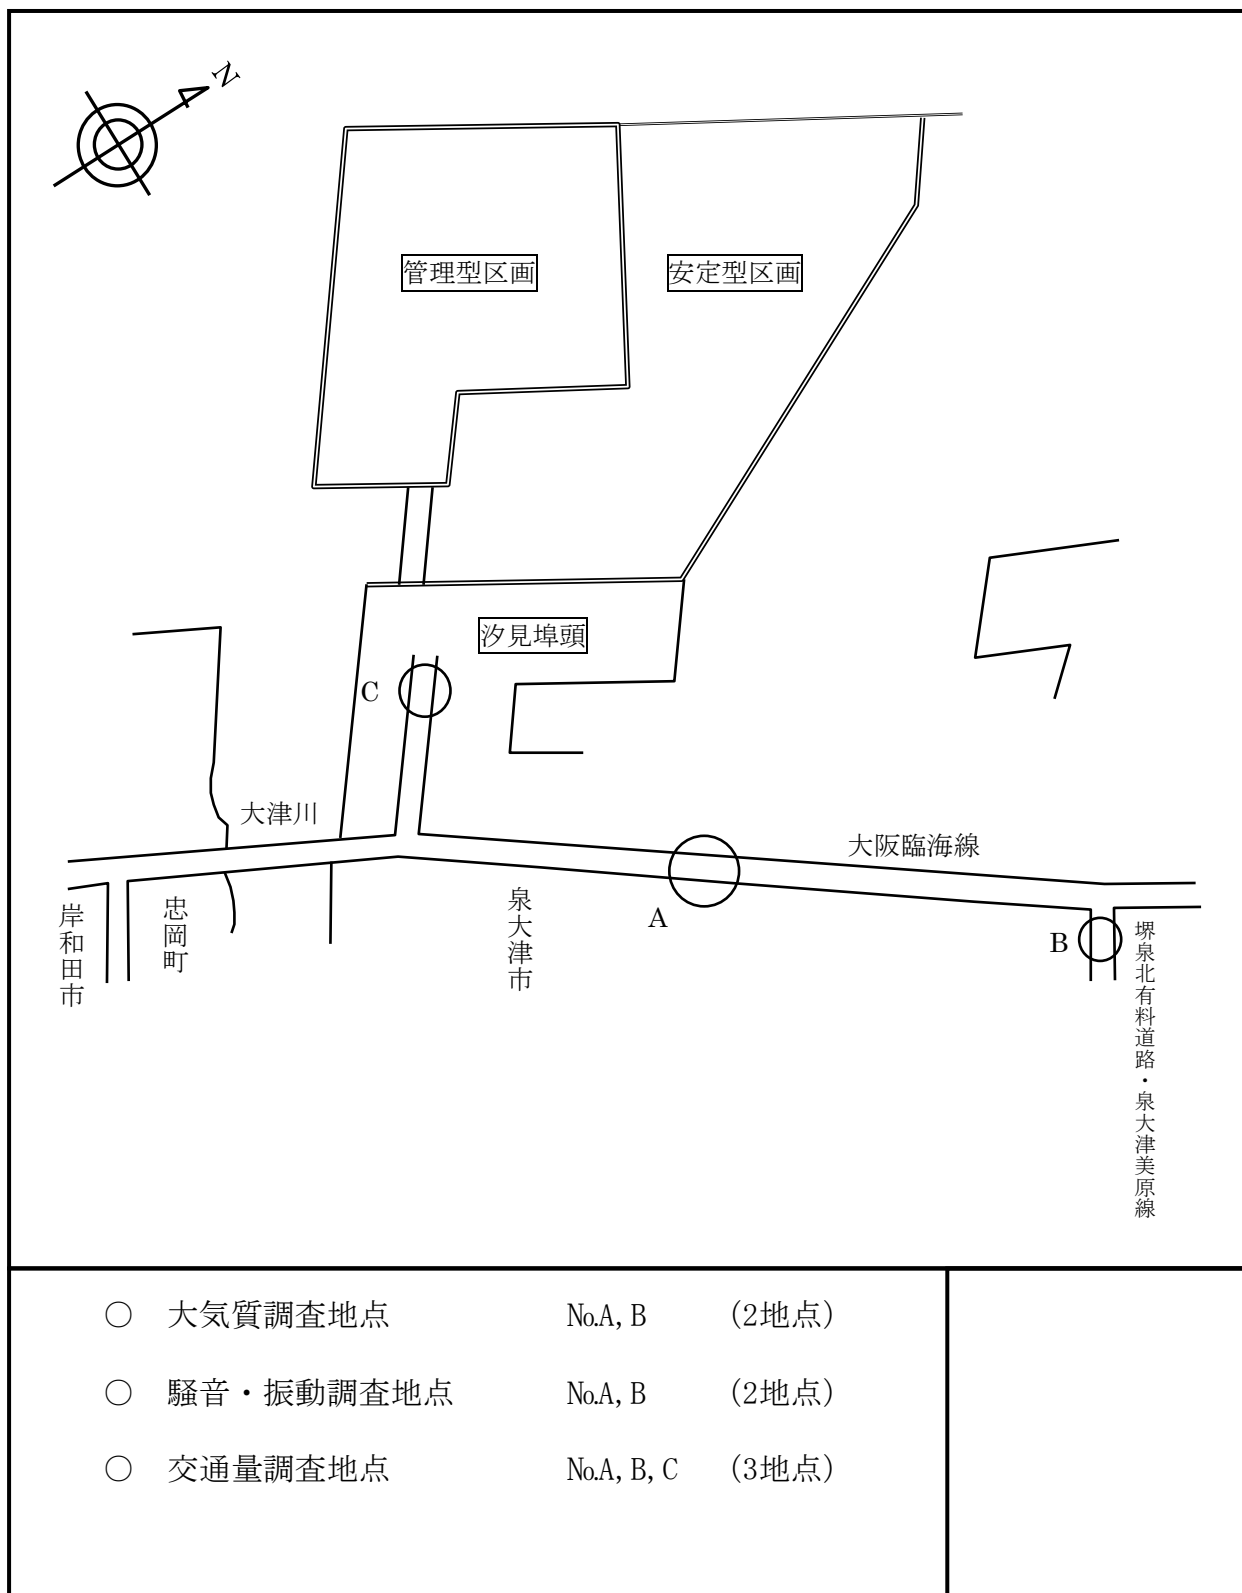 N
管理型区画
安定型区画
汐見埠頭
C
大津川
大阪臨海線
A
B
岸和田市
忠岡町
泉大津市
堺泉北有料道路・泉大津美原線
○ 大気質調査地点 №A, B (2地点)
○ 騒音・振動調査地点 №A, B (2地点)
○ 交通量調査地点 №A, B, C (3地点)